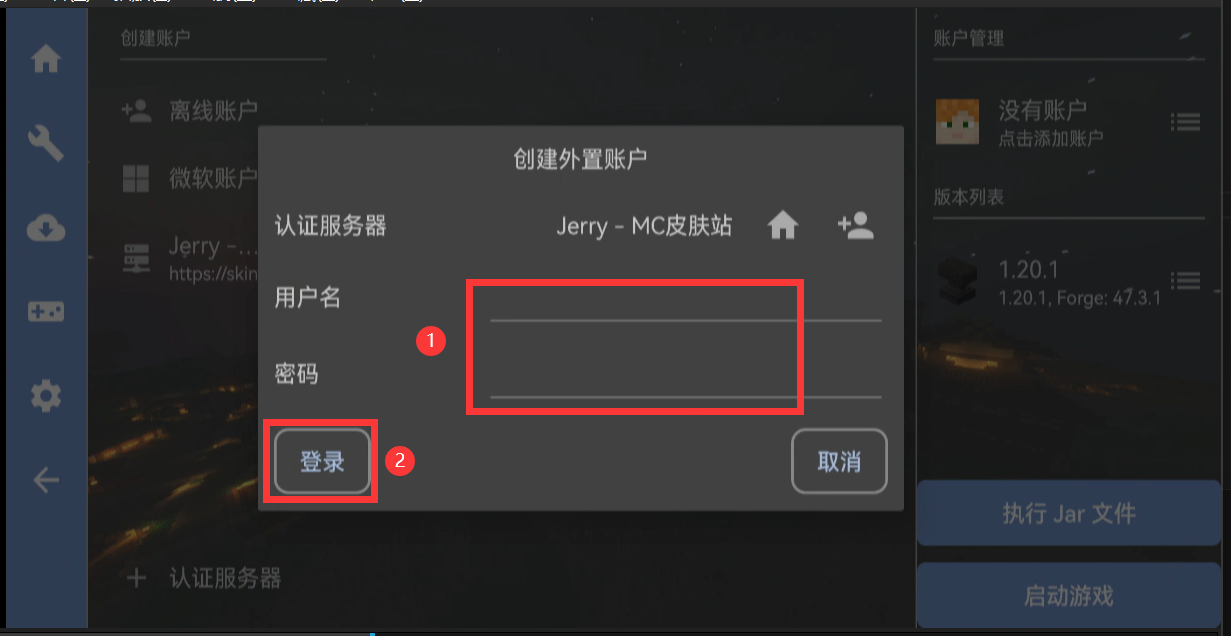 创建账户
离线账户
微软账户
Jerry -...
https://skin
认证服务器
创建外置账户
认证服务器
Jerry - MC皮肤站
用户名
1
密码
登录
2
取消
账户管理
没有账户
点击添加账户
版本列表
1.20.1
1.20.1, Forge: 47.3.1
执行 Jar 文件
启动游戏